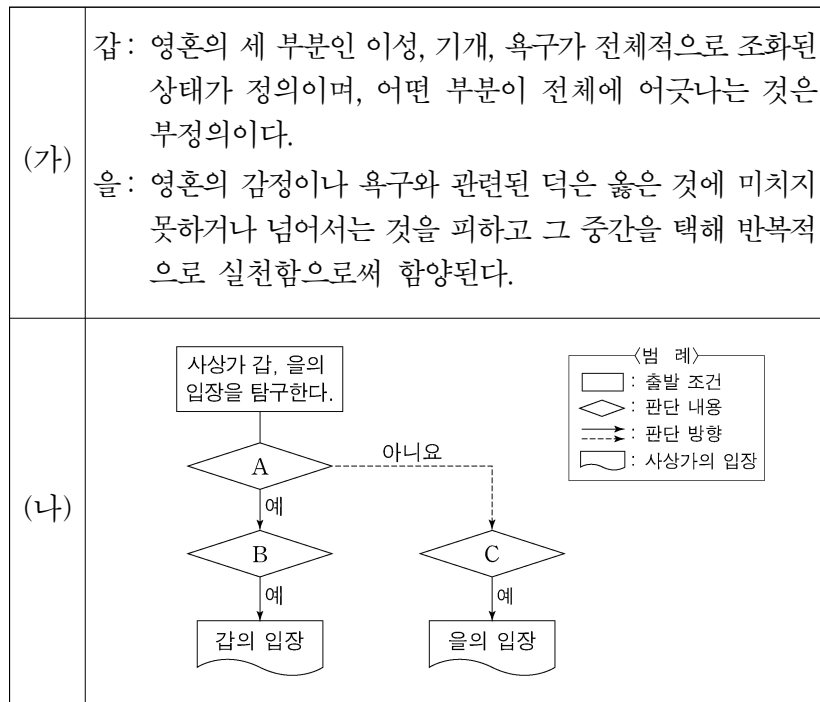 (가)
갑: 영혼의 세 부분인 이성, 기개, 욕구가 전체적으로 조화된
상태가 정의이며, 어떤 부분이 전체에 어긋나는 것은
부정의이다.
을: 영혼의 감정이나 욕구와 관련된 덕은 옳은 것에 미치지
못하거나 넘어서는 것을 피하고 그 중간을 택해 반복적
으로 실천함으로써 함양된다.
(나)
사상가 갑, 을의
입장을 탐구한다.
〈범 례〉
: 출발 조건
: 판단 내용
: 판단 방향
: 사상가의 입장
A
아니요
예
B
C
예
예
갑의 입장
을의 입장